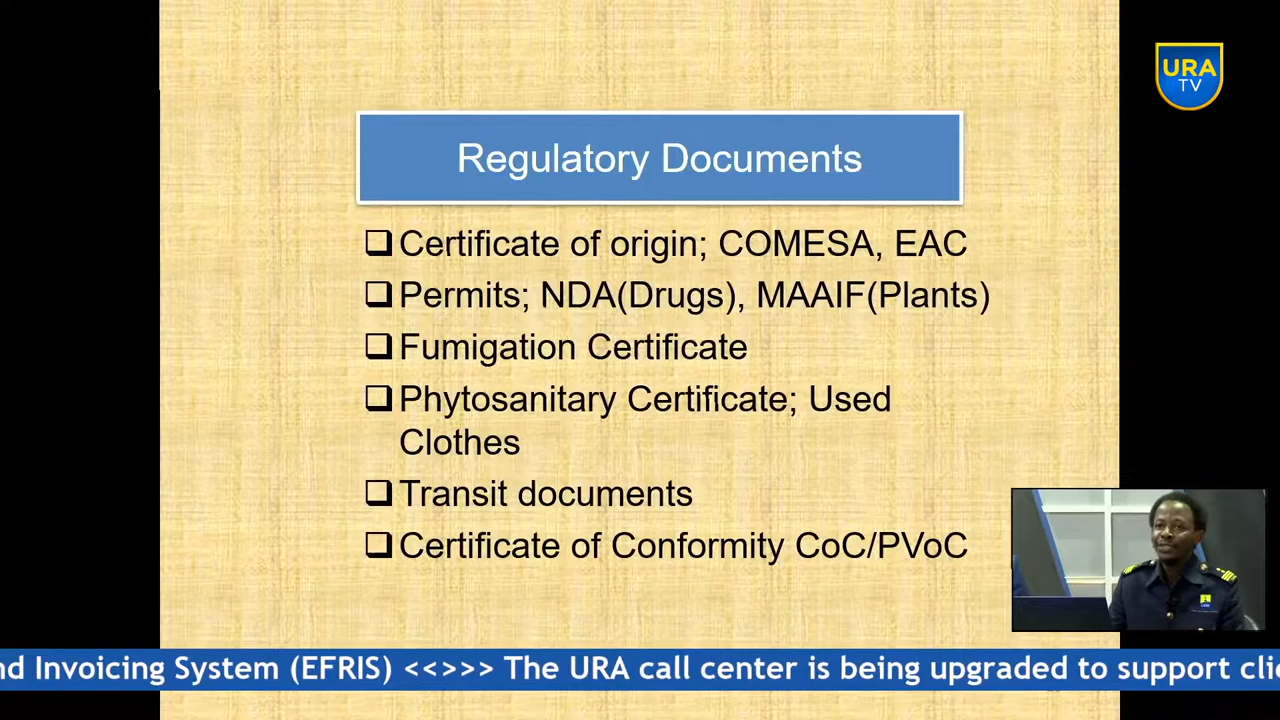 URA
TV
Regulatory Documents
Certificate of origin; COMESA, EAC
Permits; NDA(Drugs), MAAIF(Plants)
Fumigation Certificate
Phytosanitary Certificate; Used
Clothes
Transit documents
Certificate of Conformity CoC/PVoC
nd Invoicing System (EFRIS) <<>>> The URA call center is being upgraded to support clie